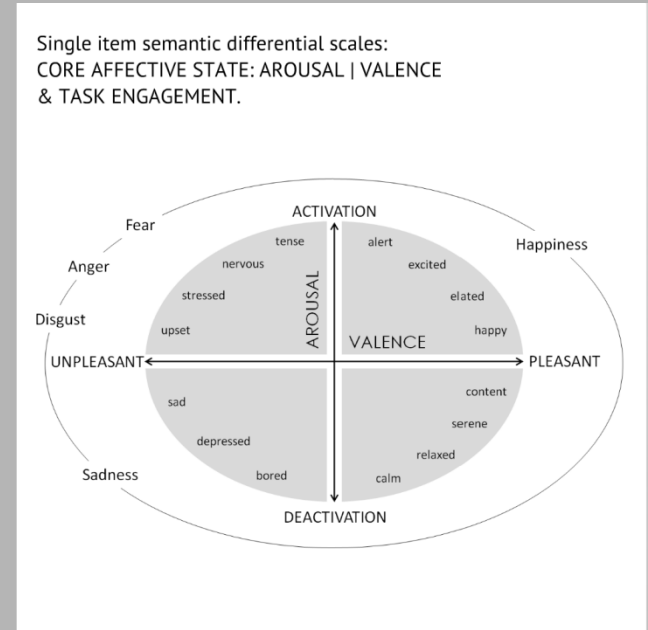 Single item semantic differential scales:
CORE AFFECTIVE STATE: AROUSAL | VALENCE
& TASK ENGAGEMENT.
ACTIVATION
Fear
tense
alert
Happiness
Anger
nervous
excited
Disgust
stressed
elated
AROUSAL
upset
VALENCE
happy
UNPLEASANT
PLEASANT
sad
content
serene
depressed
relaxed
Sadness
bored
calm
DEACTIVATION